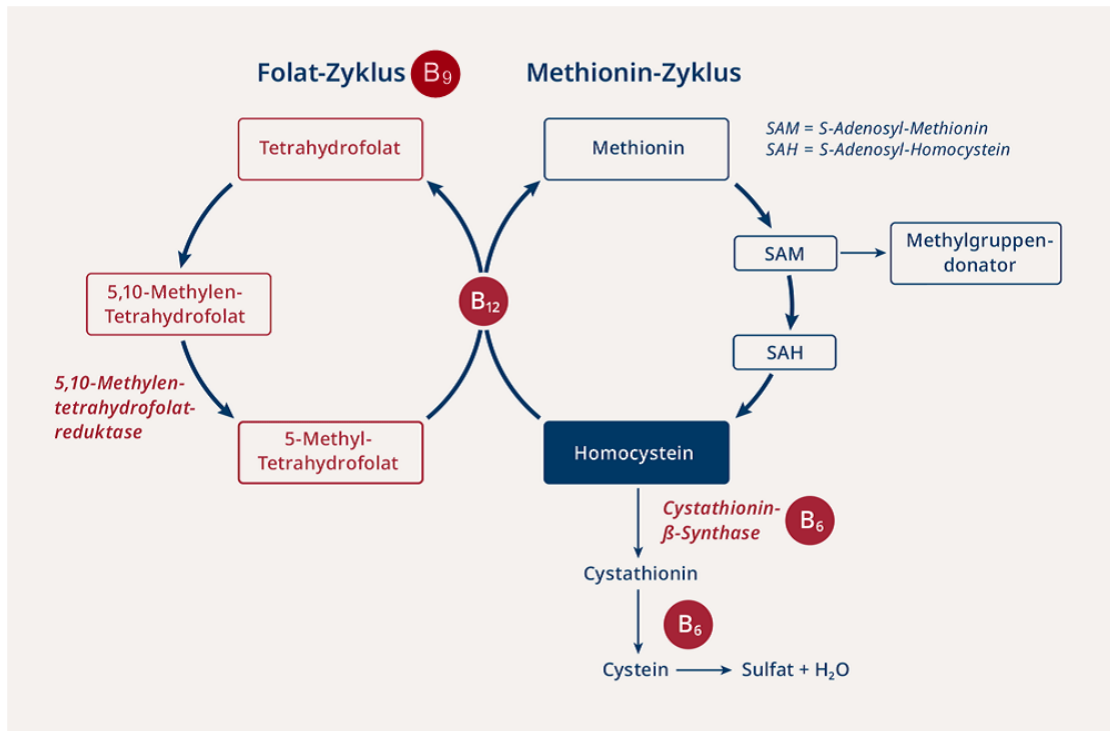 Folat-Zyklus B9
Methionin-Zyklus
Tetrahydrofolat
Methionin
SAM = S-Adenosyl-Methionin
SAH = S-Adenosyl-Homocystein
SAM
Methylgruppen-
donator
5,10-Methylen-
Tetrahydrofolat
B₁₂
SAH
5,10-Methylen-
tetrahydrofolat-
reduktase
5-Methyl-
Tetrahydrofolat
Homocystein
Cystathionin-
ß-Synthase
B₆
Cystathionin
B₆
Cystein
Sulfat + H₂O